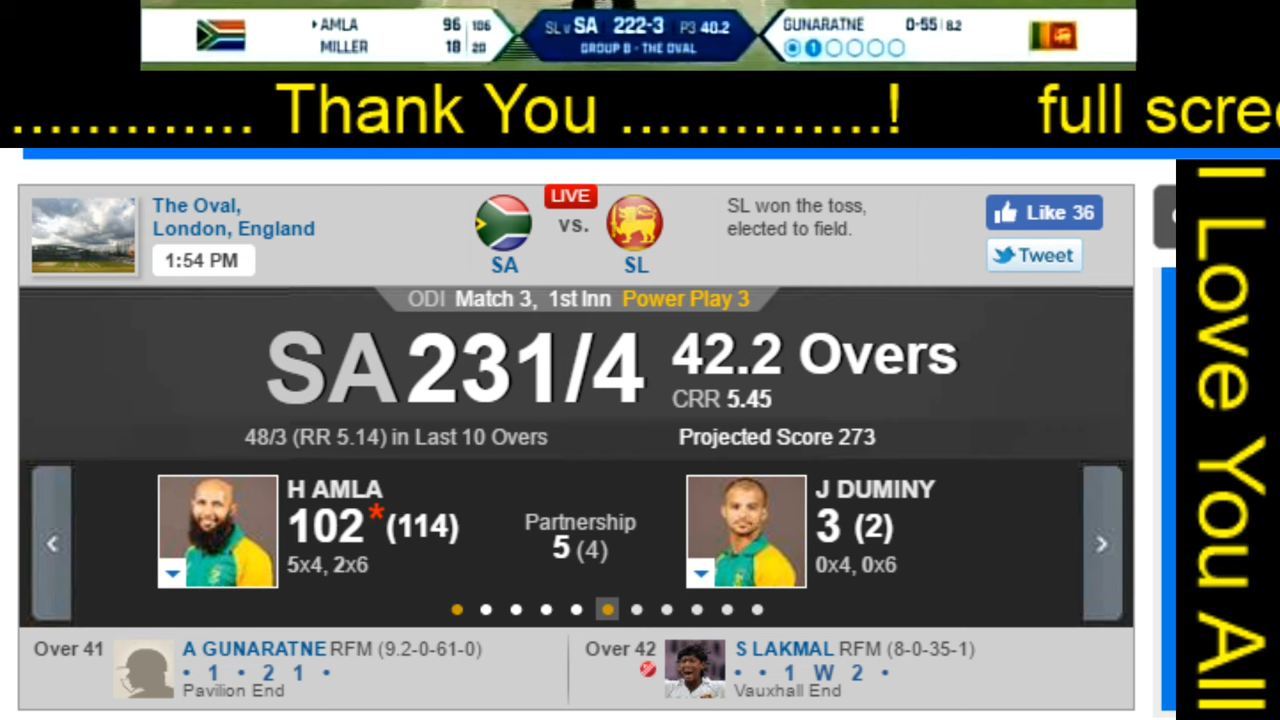 AMLA 96 106
MILLER 18 20
SL v SA 222-3 P3 40.2
GROUP B - THE OVAL
GUNARATNE 0-55 8.2
1
............. Thank You ..............! full scre
I Love You All
The Oval,
London, England
1:54 PM
LIVE
vs.
SA
SL
SL won the toss,
elected to field.
Like 36
Tweet
ODI Match 3, 1st Inn Power Play 3
SA 231/4 42.2 Overs
CRR 5.45
48/3 (RR 5.14) in Last 10 Overs
Projected Score 273
H AMLA
102*(114)
5x4, 2x6
Partnership
5 (4)
J DUMINY
3 (2)
0x4, 0x6
Over 41
A GUNARATNE RFM (9.2-0-61-0)
• 1 • 2 1 •
Pavilion End
Over 42
S LAKMAL RFM (8-0-35-1)
• • 1 W 2 •
Vauxhall End